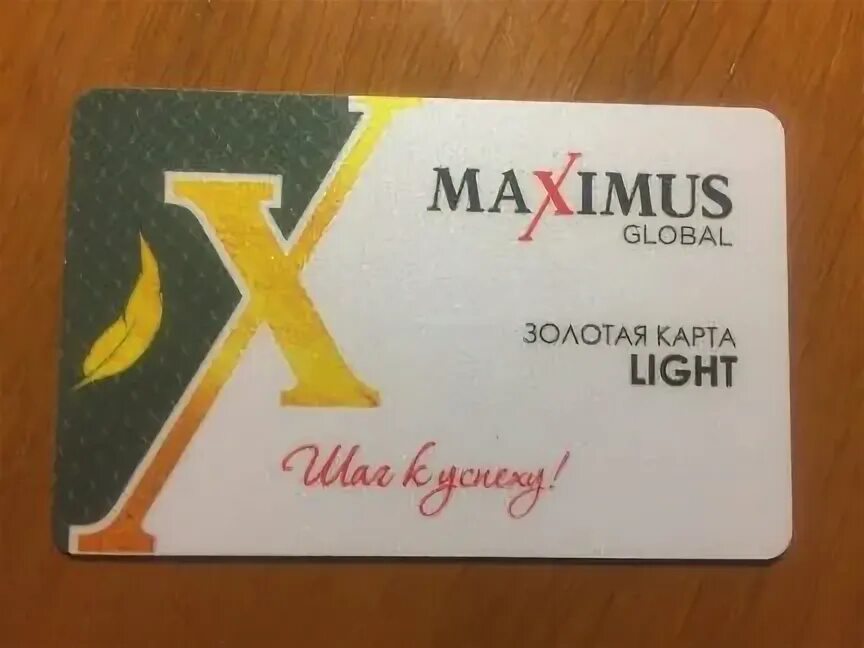 X
MAXIMUS
GLOBAL
ЗОЛОТАЯ КАРТА
LIGHT
Шаг к успеху!